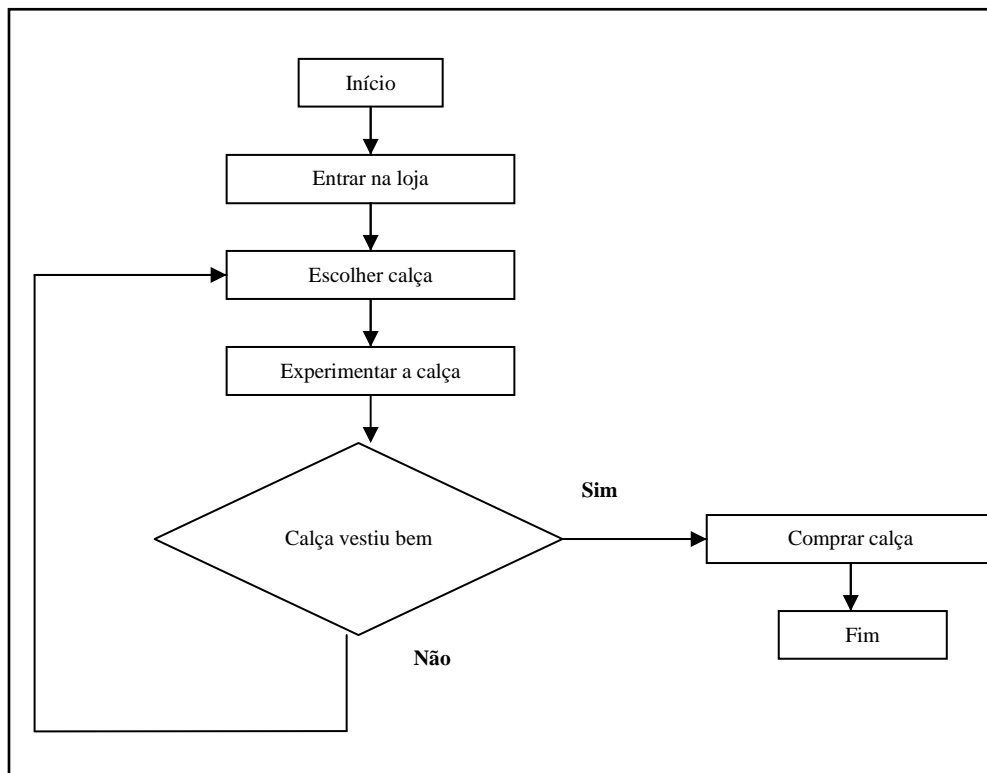 Início
Entrar na loja
Escolher calça
Experimentar a calça
Sim
Calça vestiu bem
Comprar calça
Fim
Não